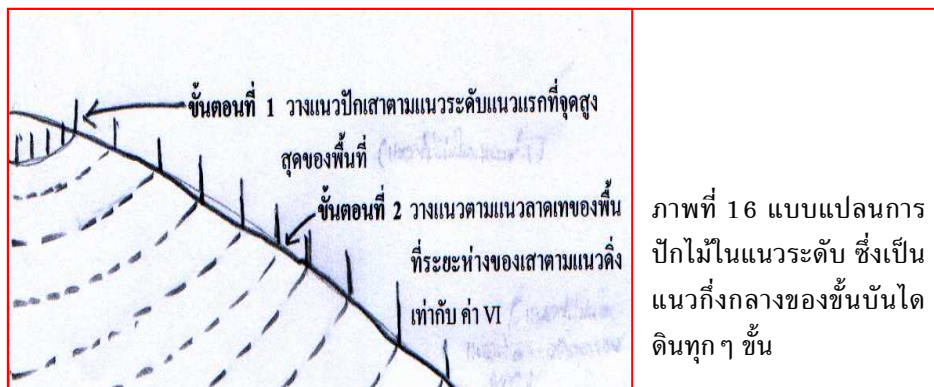 ขั้นตอนที่ 1 วางแนวปักเสาตามแนวระดับแนวแรกที่จุดสูง
สุดของพื้นที่
ขั้นตอนที่ 2 วางแนวตามแนวลาดเทของพื้น
ที่ระยะห่างของเสาตามแนวดิ่ง
เท่ากับ ค่า VI
ภาพที่ 16 แบบแปลนการ
ปักไม้ในแนวระดับ ซึ่งเป็น
แนวกึ่งกลางของขั้นบันได
ดินทุกๆ ขั้น